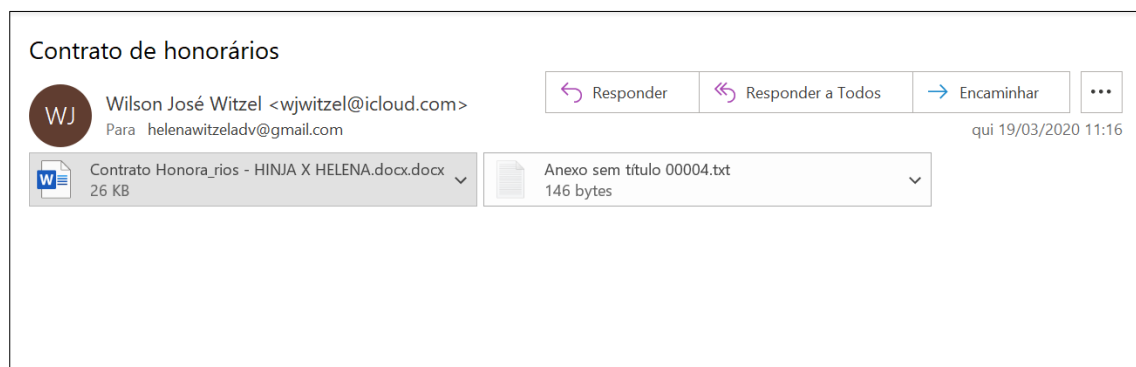 Contrato de honorários
WJ
Wilson José Witzel <wjwitzel@icloud.com>
Para helenawitzeladv@gmail.com
Responder
Responder a Todos
Encaminhar
qui 19/03/2020 11:16
Contrato Honora_rios - HINJA X HELENA.docx.docx
26 KB
Anexo sem título 00004.txt
146 bytes